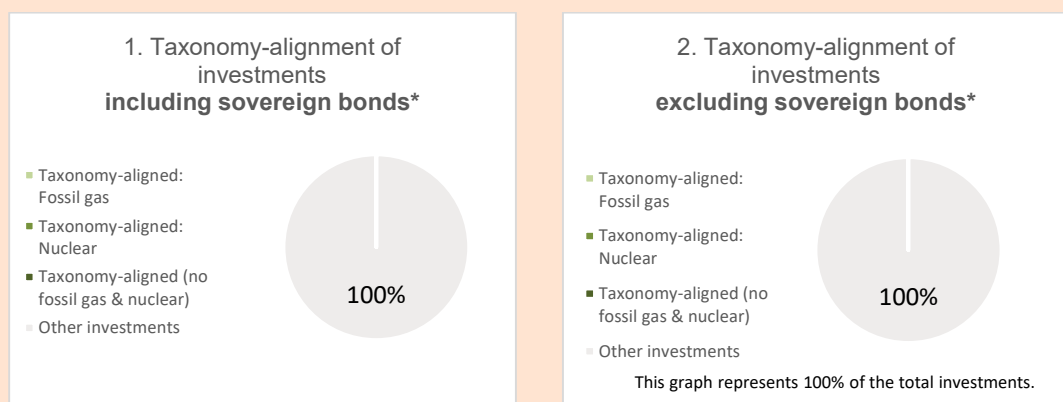 1. Taxonomy-alignment of
investments
including sovereign bonds*
Taxonomy-aligned:
Fossil gas
Taxonomy-aligned:
Nuclear
Taxonomy-aligned (no
fossil gas & nuclear)
Other investments
100%
2. Taxonomy-alignment of
investments
excluding sovereign bonds*
Taxonomy-aligned:
Fossil gas
Taxonomy-aligned:
Nuclear
Taxonomy-aligned (no
fossil gas & nuclear)
Other investments
100%
This graph represents 100% of the total investments.